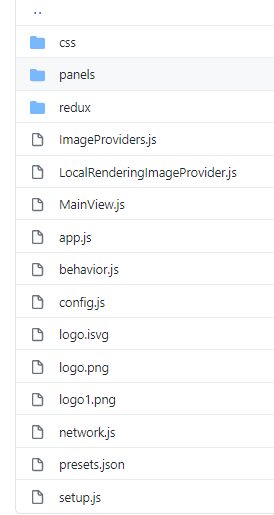 ..
css
panels
redux
ImageProviders.js
LocalRenderingImageProvider.js
MainView.js
app.js
behavior.js
config.js
logo.isvg
logo.png
logo1.png
network.js
presets.json
setup.js